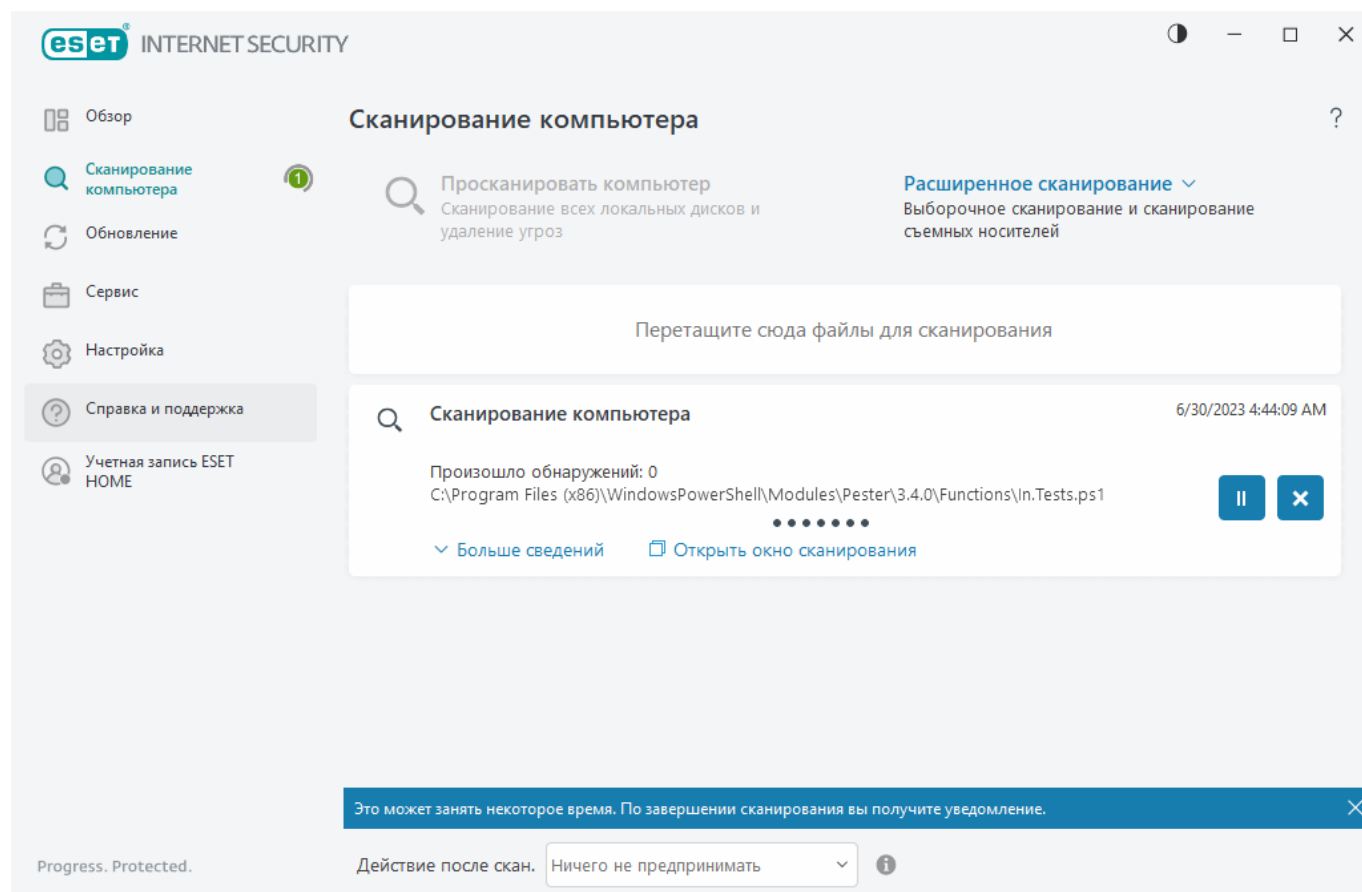 eset INTERNET SECURITY
Обзор
Сканирование
компьютера
1
Обновление
Сервис
Настройка
Справка и поддержка
Учетная запись ESET
HOME
Progress. Protected.
Сканирование компьютера
?
Просканировать компьютер
Сканирование всех локальных дисков и
удаление угроз
Расширенное сканирование
Выборочное сканирование и сканирование
съемных носителей
Перетащите сюда файлы для сканирования
Сканирование компьютера
6/30/2023 4:44:09 AM
Произошло обнаружений: 0
C:\Program Files (x86)\WindowsPowerShell\Modules\Pester\3.4.0\Functions\In.Tests.ps1
Больше сведений
Открыть окно сканирования
Это может занять некоторое время. По завершении сканирования вы получите уведомление.
Действие после скан.
Ничего не предпринимать